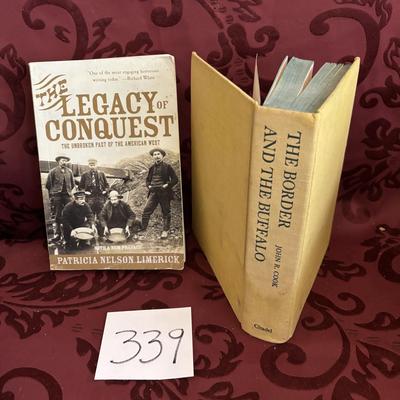 "One of the most engaging historians
writing today." —Richard White
THE
LEGACY OF
CONQUEST
THE UNBROKEN PAST OF THE AMERICAN WEST
WITH A NEW PREFACE
PATRICIA NELSON LIMERICK
THE BORDER
AND THE BUFFALO
JOHN R. COOK
Citadel
339